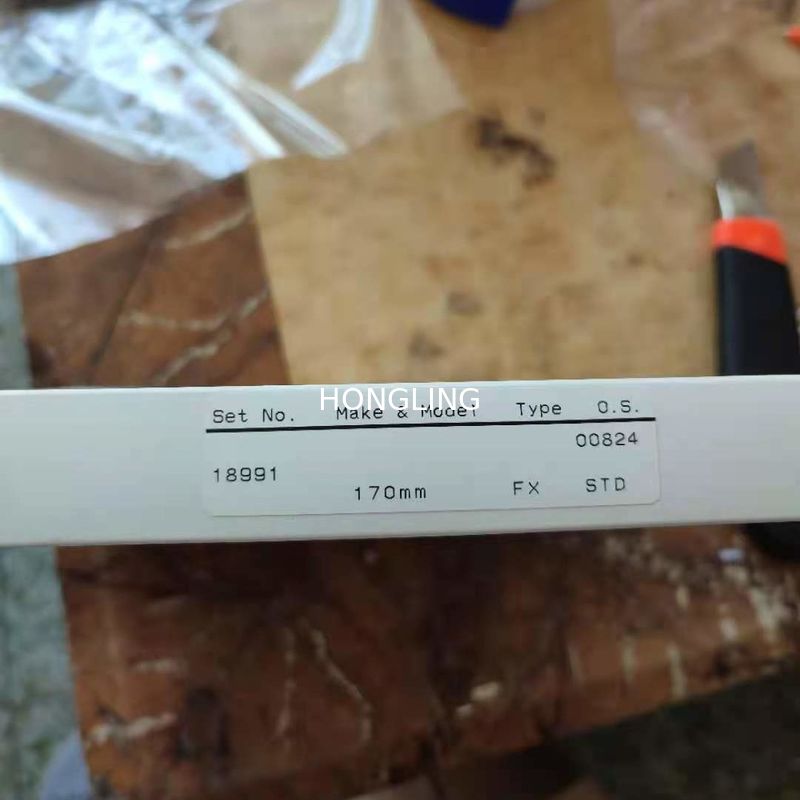 HONGLING
Set No. Make & Model Type O.S.
00824
18991 170mm FX STD